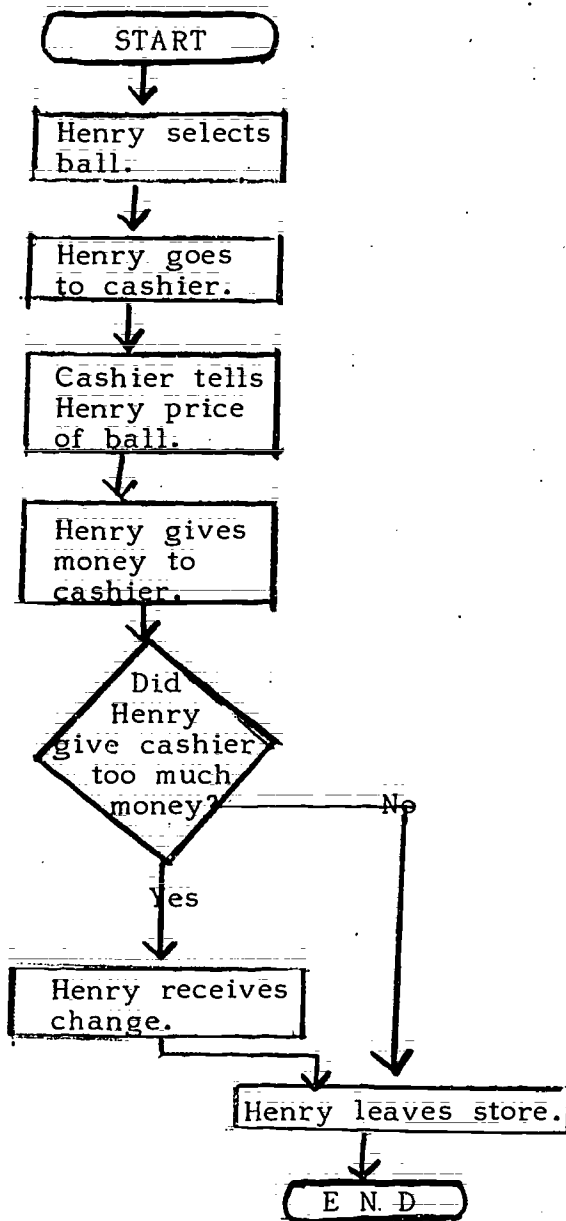 START
Henry selects
ball.
Henry goes
to cashier.
Cashier tells
Henry price
of ball.
Henry gives
money to
cashier.
Did
Henry
give cashier
too much
money?
No
Yes
Henry receives
change.
Henry leaves store.
E N D